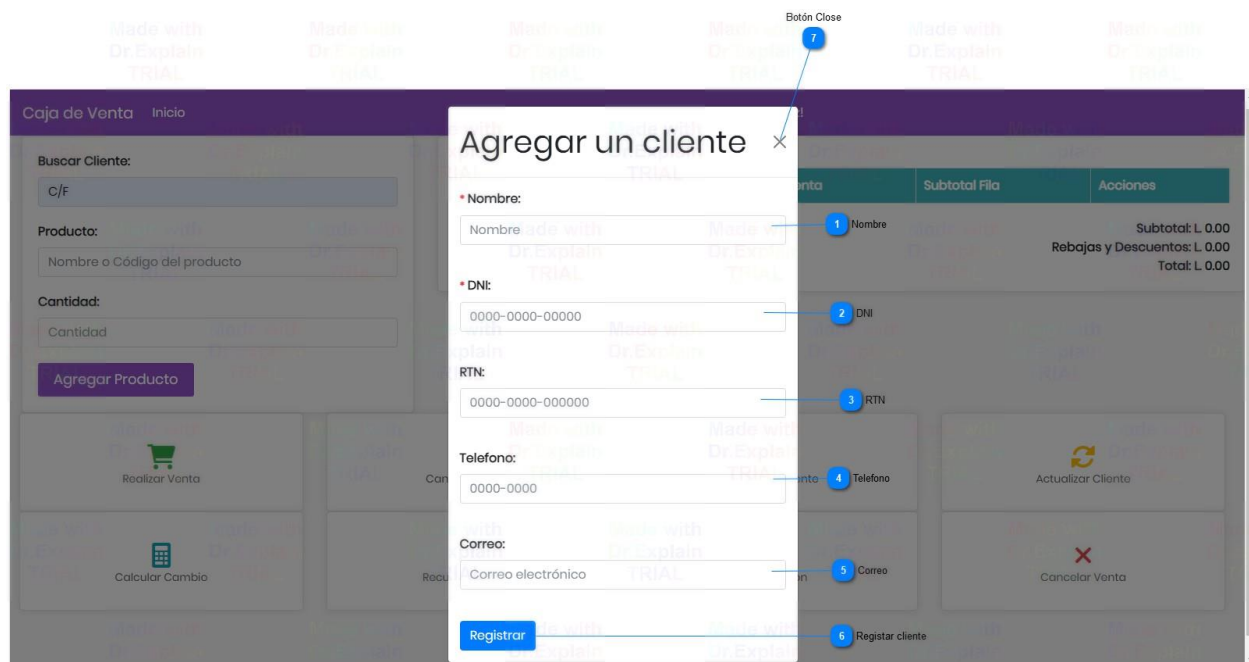 Botón Close
7
Made with Dr.Explain TRIAL
Caja de Venta Inicio
Buscar Cliente:
C/F
Producto:
Nombre o Código del producto
Cantidad:
Cantidad
Agregar Producto
Subtotal Fila
Acciones
Subtotal: L 0.00
Rebajas y Descuentos: L 0.00
Total: L 0.00
Agregar un cliente ×
* Nombre:
Nombre
1 Nombre
* DNI:
0000-0000-00000
2 DNI
RTN:
0000-0000-000000
3 RTN
Telefono:
0000-0000
4 Telefono
Correo:
Correo electrónico
5 Correo
Registrar
6 Registar cliente
Realizar Venta
Actualizar Cliente
Calcular Cambio
Cancelar Venta